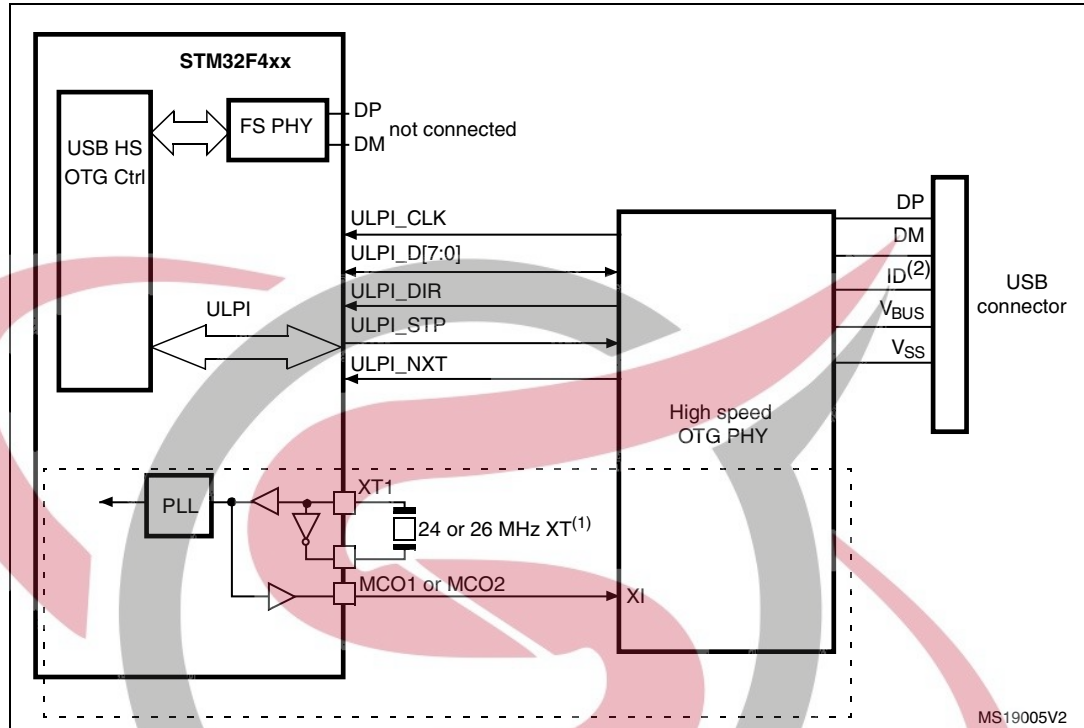 STM32F4xx
USB HS
OTG Ctrl
FS PHY
DP
DM
not connected
ULPI
ULPI_CLK
ULPI_D[7:0]
ULPI_DIR
ULPI_STP
ULPI_NXT
High speed
OTG PHY
DP
DM
ID(2)
VBUS
VSS
USB
connector
PLL
XT1
24 or 26 MHz XT(1)
MCO1 or MCO2
XI
MS19005V2